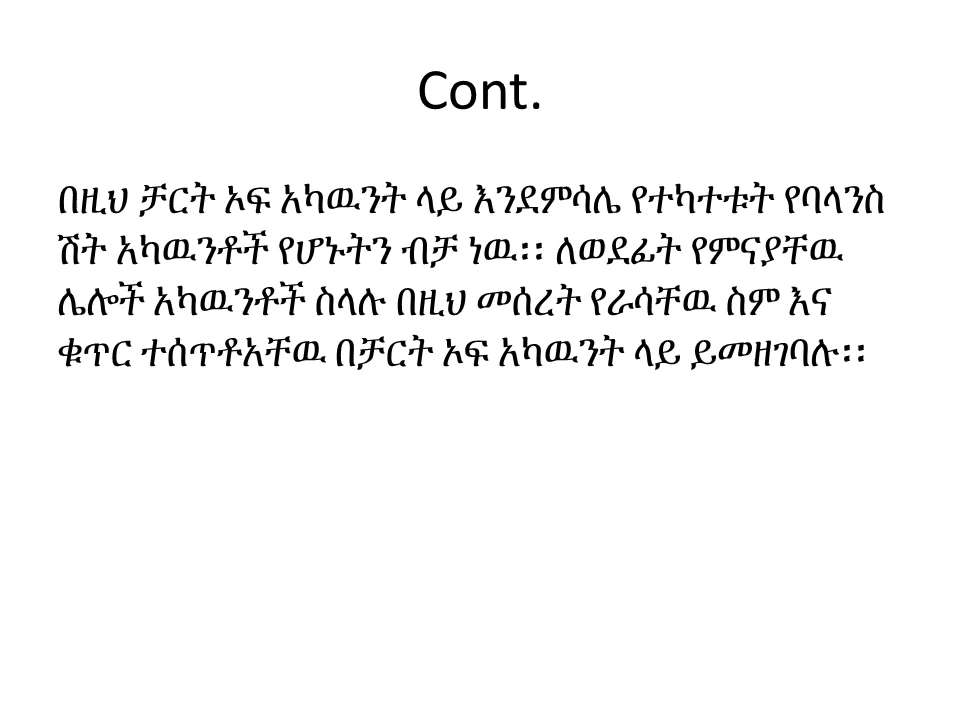 Cont.
በዚህ ቻርት ኦፍ አካዉንት ላይ እንደምሳሌ የተካተቱት የባላንስ
ሽት አካዉንቶች የሆኑትን ብቻ ነዉ፡፡ ለወደፊት የምናያቸዉ
ሌሎች አካዉንቶች ስላሉ በዚህ መሰረት የራሳቸዉ ስም እና
ቁጥር ተሰጥቶአቸዉ በቻርት ኦፍ አካዉንት ላይ ይመዘገባሉ፡፡